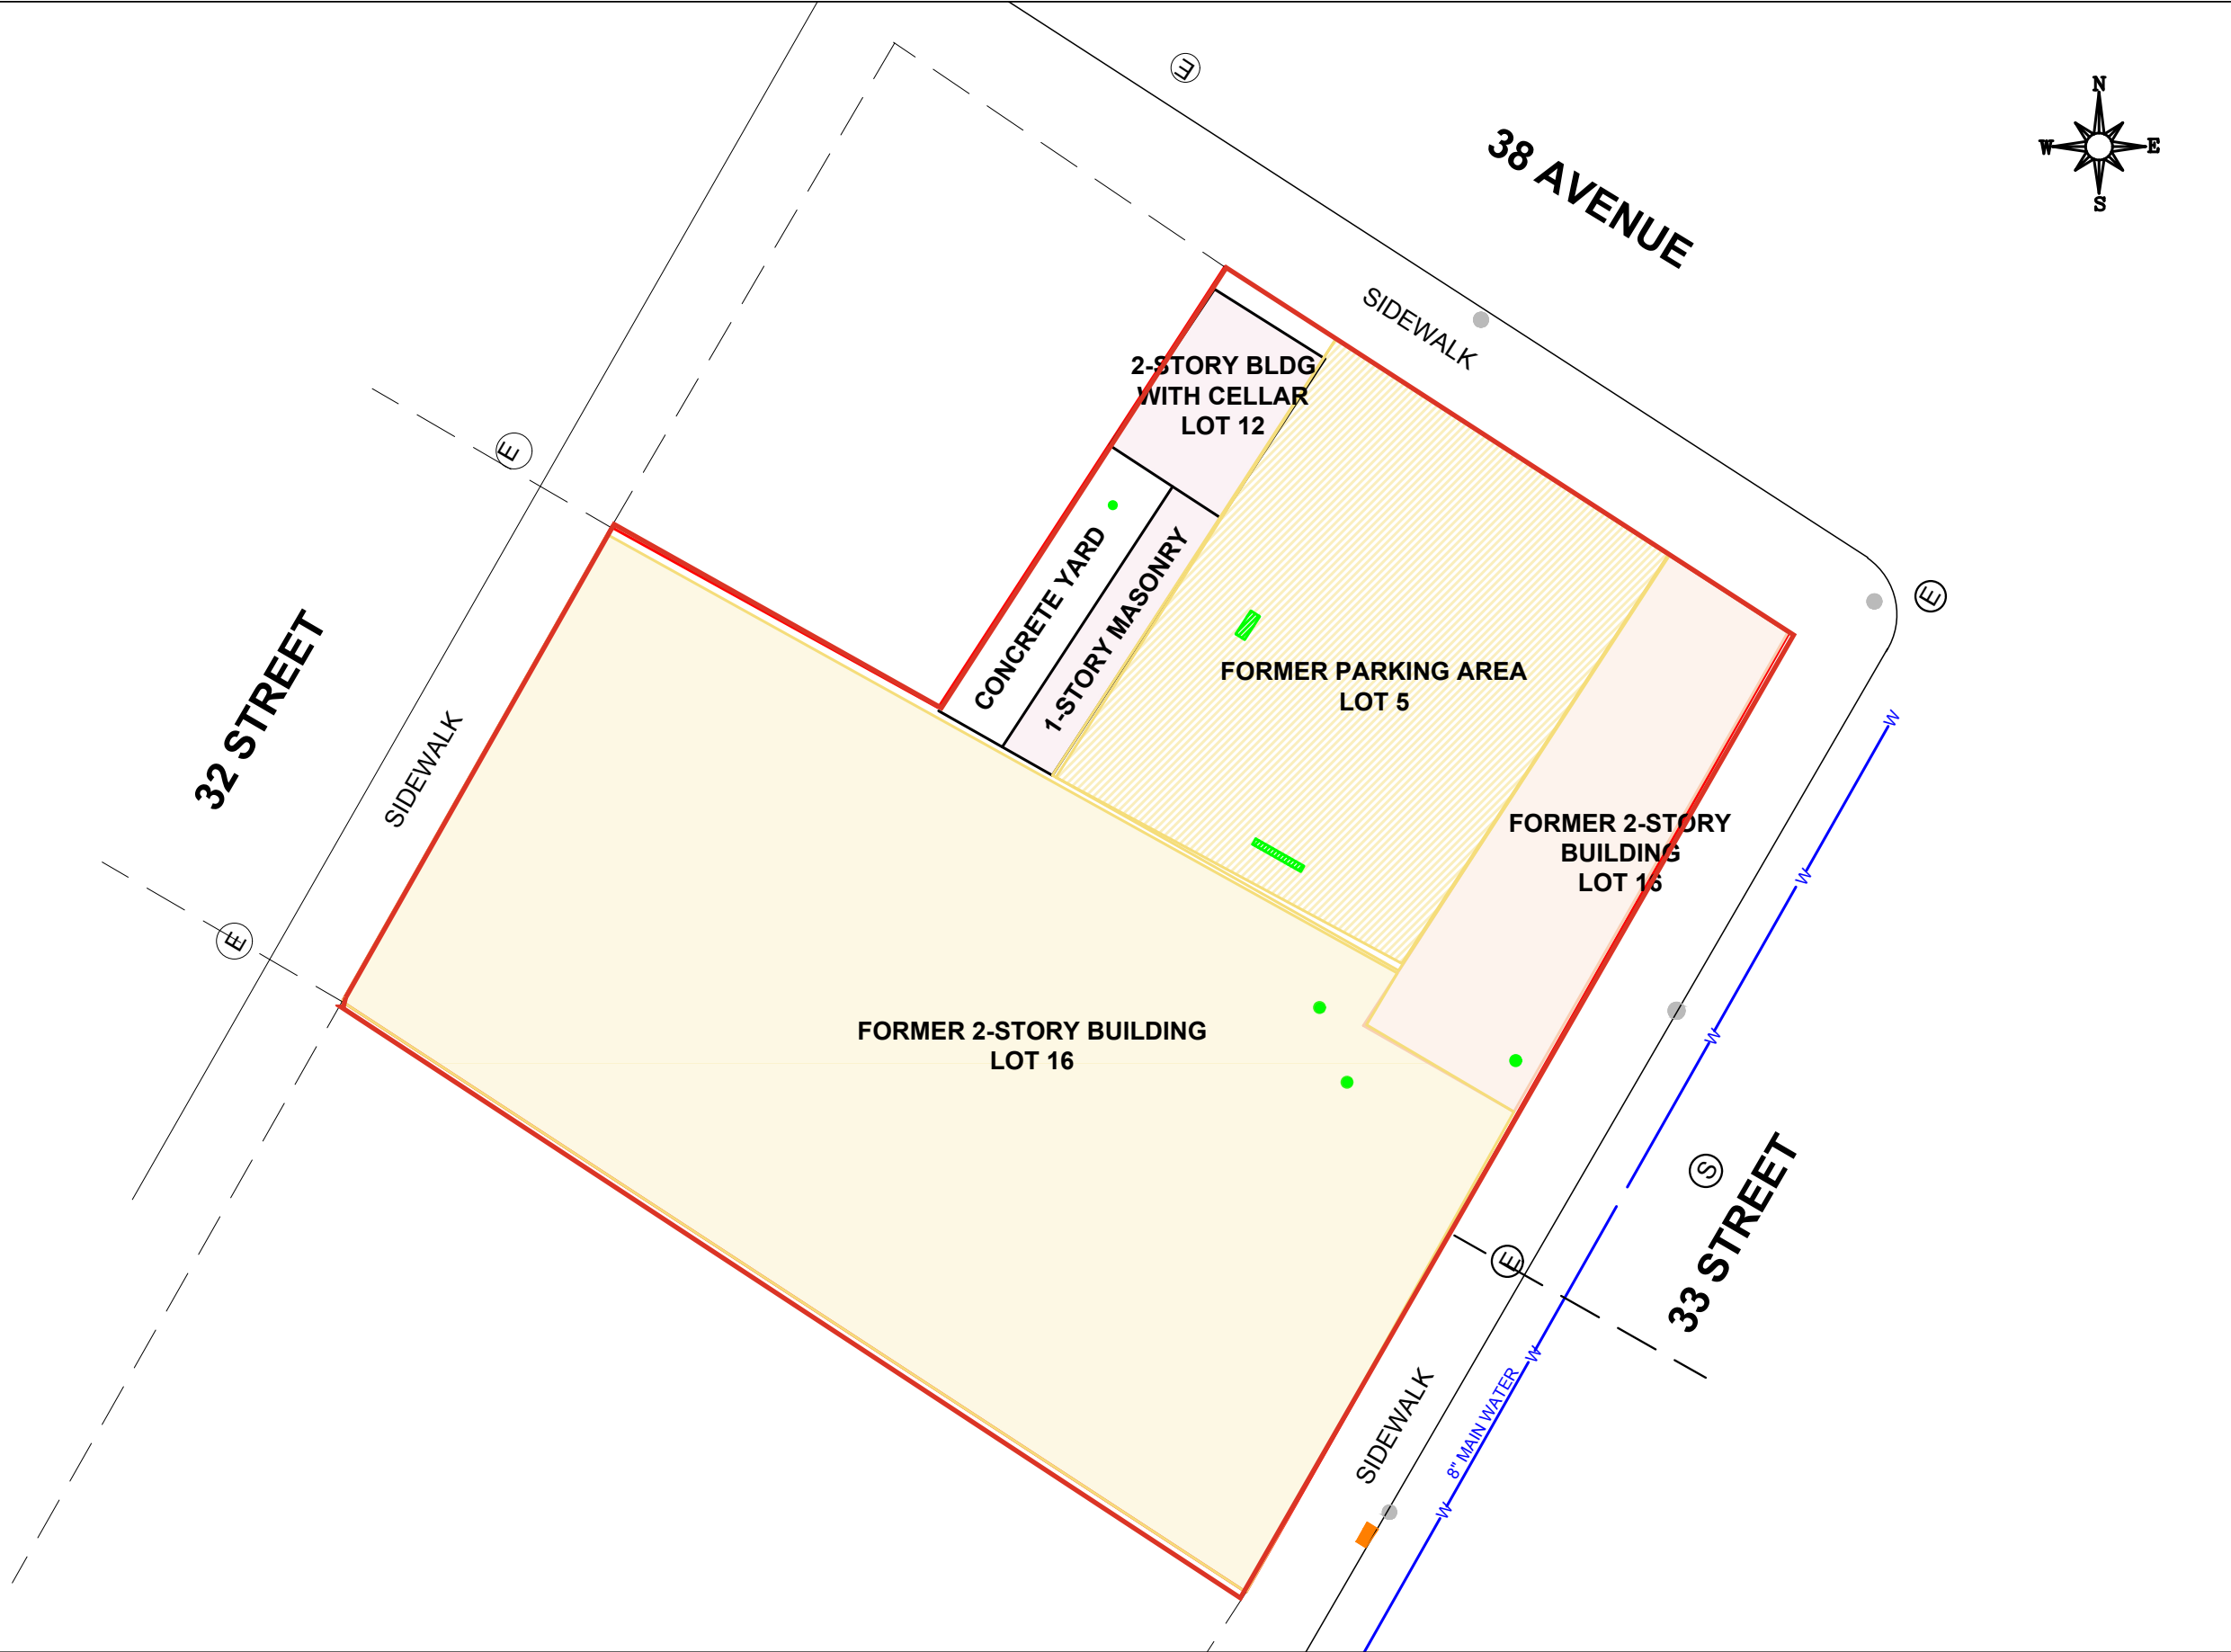 N
W E
S
E
38 AVENUE
SIDEWALK
2-STORY BLDG
WITH CELLAR
LOT 12
E
CONCRETE YARD
1-STORY MASONRY
E
32 STREET
SIDEWALK
FORMER PARKING AREA
LOT 5
W
FORMER 2-STORY
BUILDING
LOT 16
W
E
FORMER 2-STORY BUILDING
LOT 16
W
S
33 STREET
E
W
8" MAIN WATER
SIDEWALK
W